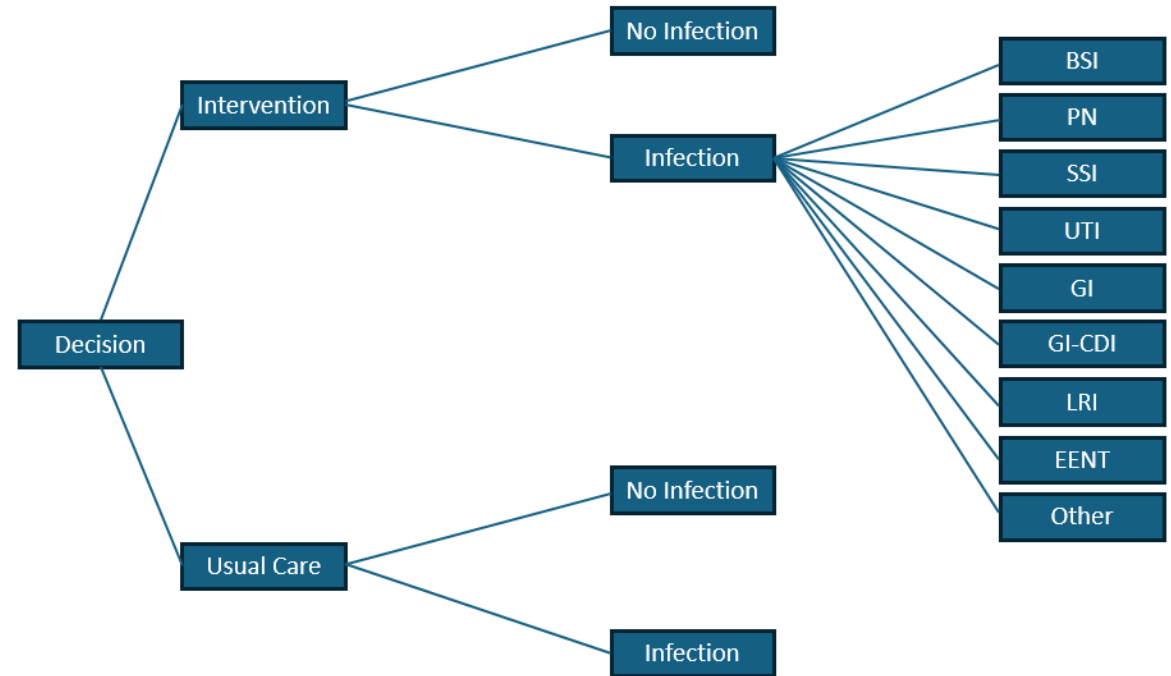 Decision
Intervention
No Infection
Infection
BSI
PN
SSI
UTI
GI
GI-CDI
LRI
EENT
Other
Usual Care
No Infection
Infection